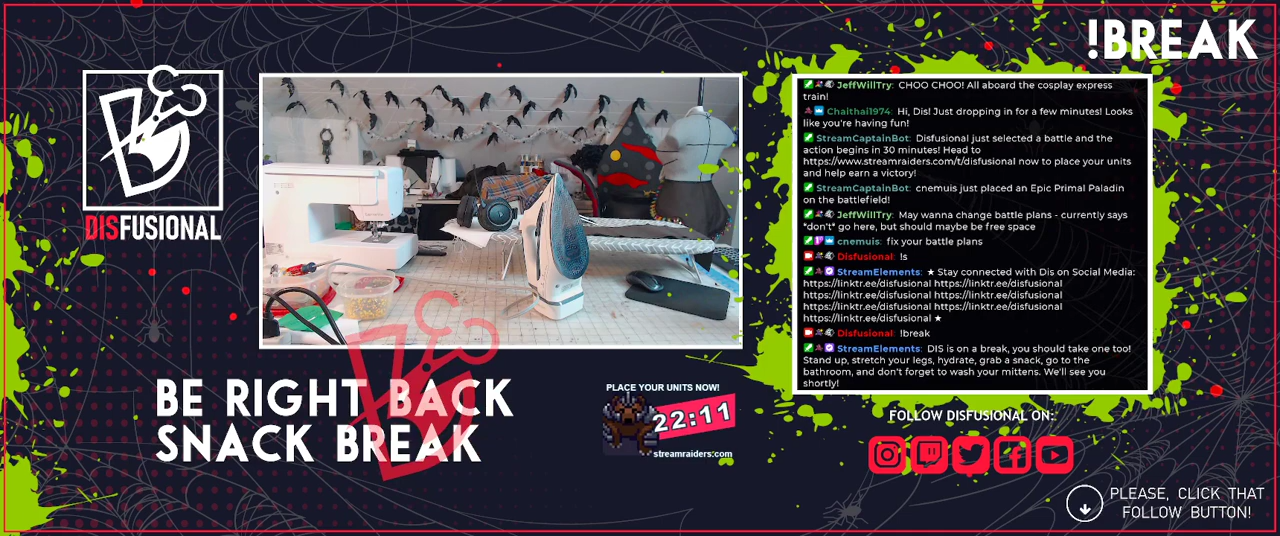 !BREAK
DISFUSIONAL
JeffWillTry: CHOO CHOO! All aboard the cosplay express
train!
Chaithai1974: Hi, Dis! Just dropping in for a few minutes! Looks
like you're having fun!
StreamCaptainBot: Disfusional just selected a battle and the
action begins in 30 minutes! Head to
https://www.streamraiders.com/t/disfusional now to place your units
and help earn a victory!
StreamCaptainBot: cnemuis just placed an Epic Primal Paladin
on the battlefield!
JeffWillTry: May wanna change battle plans - currently says
*don't* go here, but should maybe be free space
cnemuis: fix your battle plans
Disfusional: !s
StreamElements: ★ Stay connected with Dis on Social Media:
https://linktr.ee/disfusional https://linktr.ee/disfusional
https://linktr.ee/disfusional https://linktr.ee/disfusional
https://linktr.ee/disfusional https://linktr.ee/disfusional
https://linktr.ee/disfusional ★
Disfusional: !break
StreamElements: DIS is on a break, you should take one too!
Stand up, stretch your legs, hydrate, grab a snack, go to the
bathroom, and don't forget to wash your mittens. We'll see you
shortly!
BE RIGHT BACK
SNACK BREAK
PLACE YOUR UNITS NOW!
22:11
streamraiders.com
FOLLOW DISFUSIONAL ON:
PLEASE, CLICK THAT
FOLLOW BUTTON!